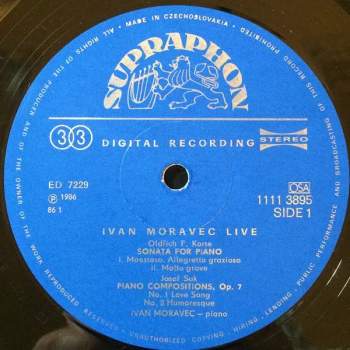 MADE IN CZECHOSLOVAKIA
ALL RIGHTS OF THE PRODUCER AND OF THE OWNER OF THE WORK REPRODUCED RESERVED • UNAUTHORIZED COPYING • HIRING • LENDING • PUBLIC PERFORMANCE AND BROADCASTING OF THIS RECORD PROHIBITED
SUPRAPHON
33 DIGITAL RECORDING STEREO
ED 7229
℗ 1986
86 1
OSA
1111 3895
SIDE 1
IVAN MORAVEC LIVE
Oldřich F. Korte
SONATA FOR PIANO
I. Maestoso. Allegretto grazioso
II. Molto grave
Josef Suk
PIANO COMPOSITIONS, Op. 7
No. 1 Love Song
No. 2 Humoresque
IVAN MORAVEC – piano